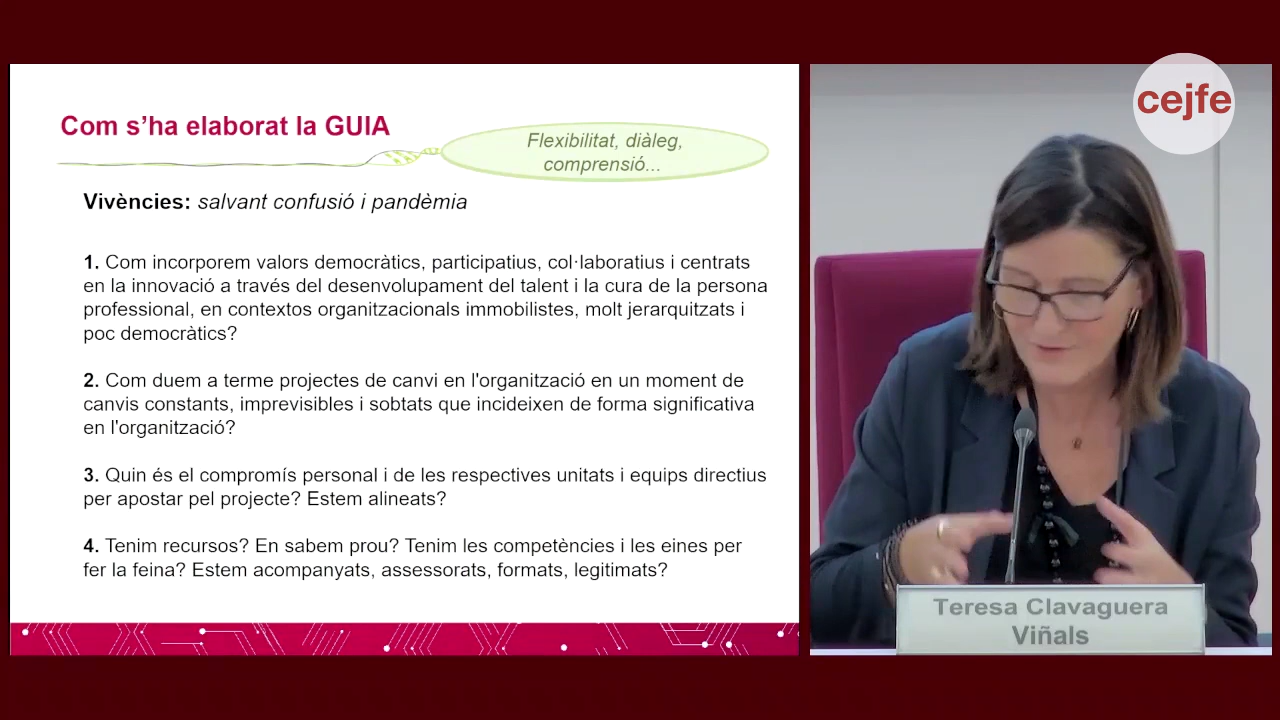 Com s'ha elaborat la GUIA
Flexibilitat, diàleg,
comprensió...
Vivències: salvant confusió i pandèmia
1. Com incorporem valors democràtics, participatius, col·laboratius i centrats
en la innovació a través del desenvolupament del talent i la cura de la persona
professional, en contextos organitzacionals immobilistes, molt jerarquitzats i
poc democràtics?
2. Com duem a terme projectes de canvi en l'organització en un moment de
canvis constants, imprevisibles i sobtats que incideixen de forma significativa
en l'organització?
3. Quin és el compromís personal i de les respectives unitats i equips directius
per apostar pel projecte? Estem alineats?
4. Tenim recursos? En sabem prou? Tenim les competències i les eines per
fer la feina? Estem acompanyats, assessorats, formats, legitimats?
cejfe
Teresa Clavaguera
Viñals